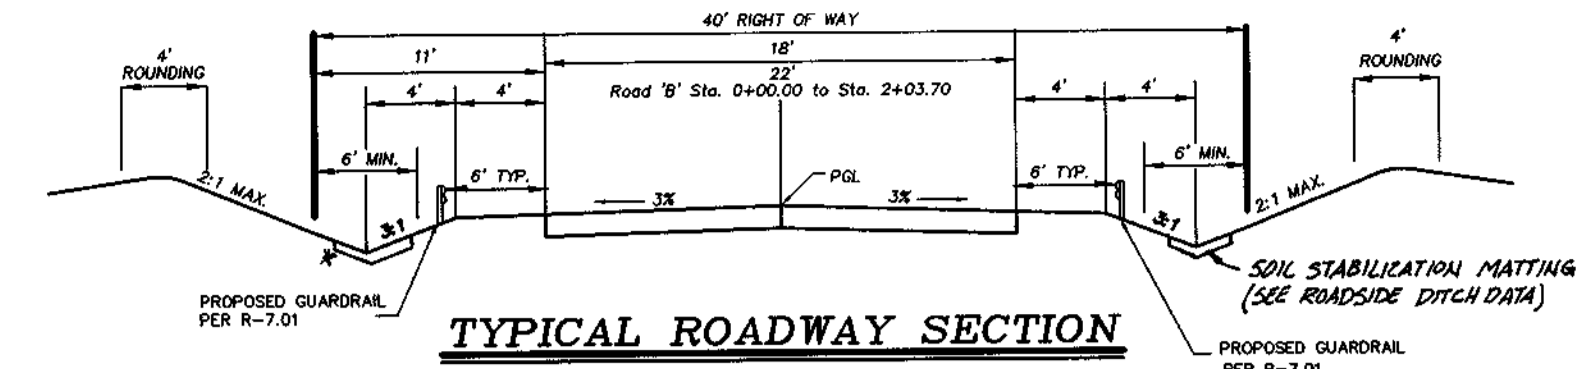 40' RIGHT OF WAY
4'
ROUNDING
11'
18'
22'
Road 'B' Sta. 0+00.00 to Sta. 2+03.70
4'
ROUNDING
4'
4'
4'
4'
6' MIN.
6' TYP.
6' TYP.
6' MIN.
2:1 MAX.
3:1
3%
PGL
3%
3:1
2:1 MAX.
*
PROPOSED GUARDRAIL
PER R-7.01
SOIL STABILIZATION MATTING
(SEE ROADSIDE DITCH DATA)
TYPICAL ROADWAY SECTION
PROPOSED GUARDRAIL
PER R-7.01